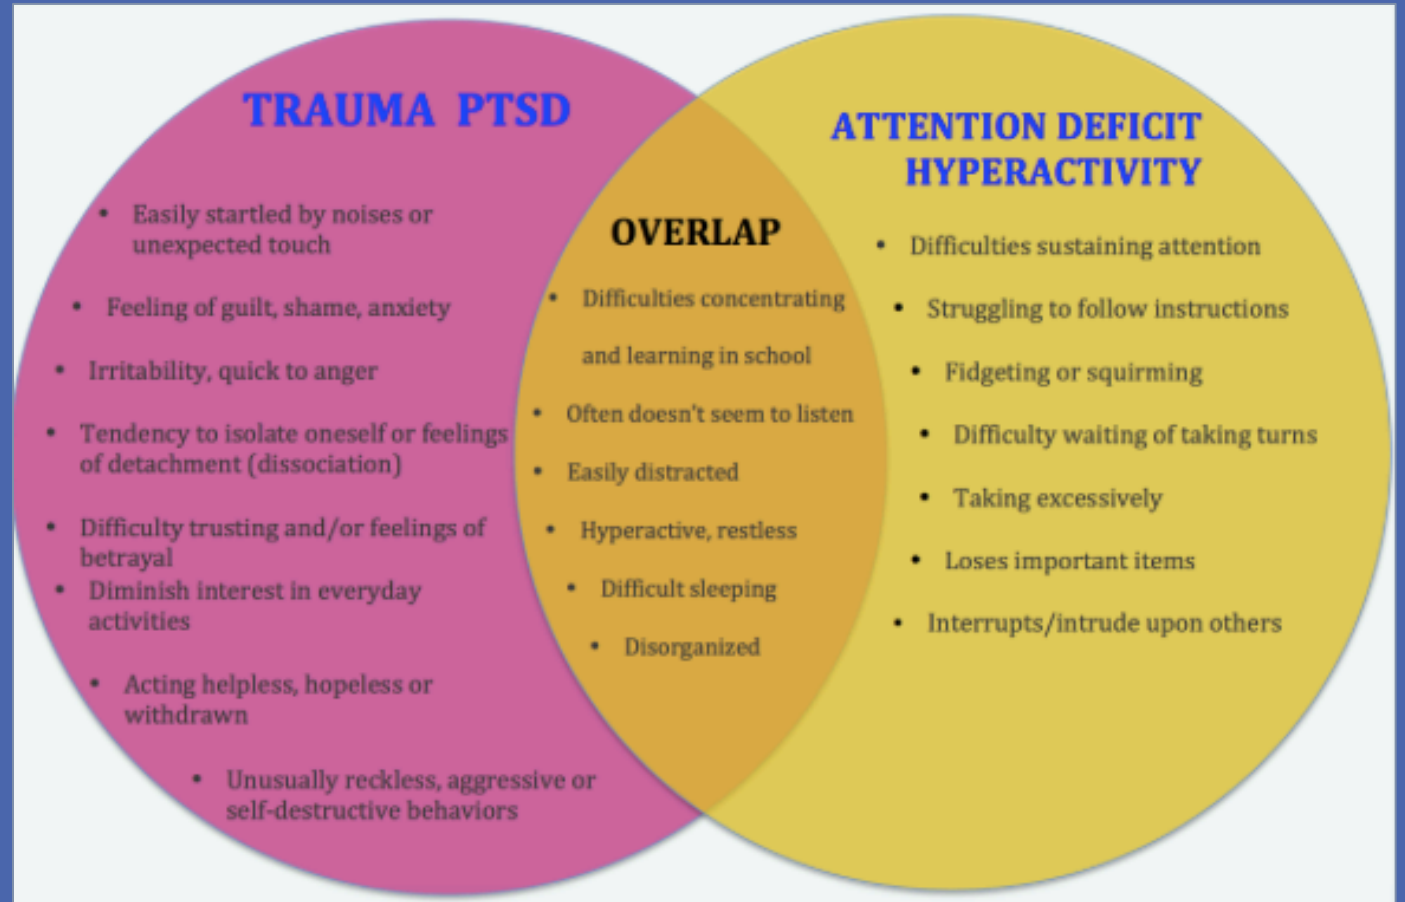 TRAUMA PTSD
• Easily startled by noises or
unexpected touch
• Feeling of guilt, shame, anxiety
• Irritability, quick to anger
• Tendency to isolate oneself or feelings
of detachment (dissociation)
• Difficulty trusting and/or feelings of
betrayal
• Diminish interest in everyday
activities
• Acting helpless, hopeless or
withdrawn
• Unusually reckless, aggressive or
self-destructive behaviors
OVERLAP
• Difficulties concentrating
and learning in school
• Often doesn't seem to listen
• Easily distracted
• Hyperactive, restless
• Difficult sleeping
• Disorganized
ATTENTION DEFICIT
HYPERACTIVITY
• Difficulties sustaining attention
• Struggling to follow instructions
• Fidgeting or squirming
• Difficulty waiting of taking turns
• Taking excessively
• Loses important items
• Interrupts/intrude upon others